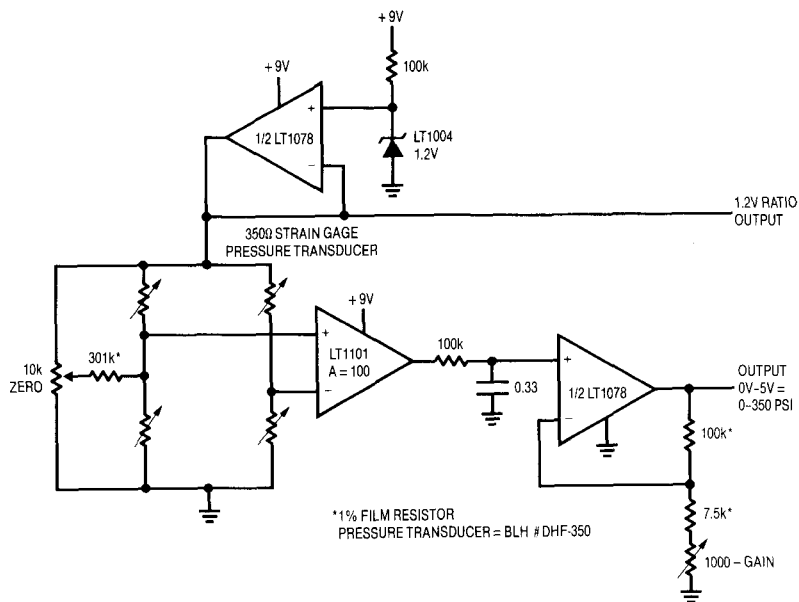 +9V
100k
+9V
+
1/2 LT1078
−
LT1004
1.2V
1.2V RATIO
OUTPUT
350Ω STRAIN GAGE
PRESSURE TRANSDUCER
10k
ZERO
301k*
+9V
+
LT1101
A = 100
−
100k
0.33
+
1/2 LT1078
−
OUTPUT
0V–5V =
0–350 PSI
100k*
7.5k*
1000 – GAIN
*1% FILM RESISTOR
PRESSURE TRANSDUCER = BLH #DHF-350